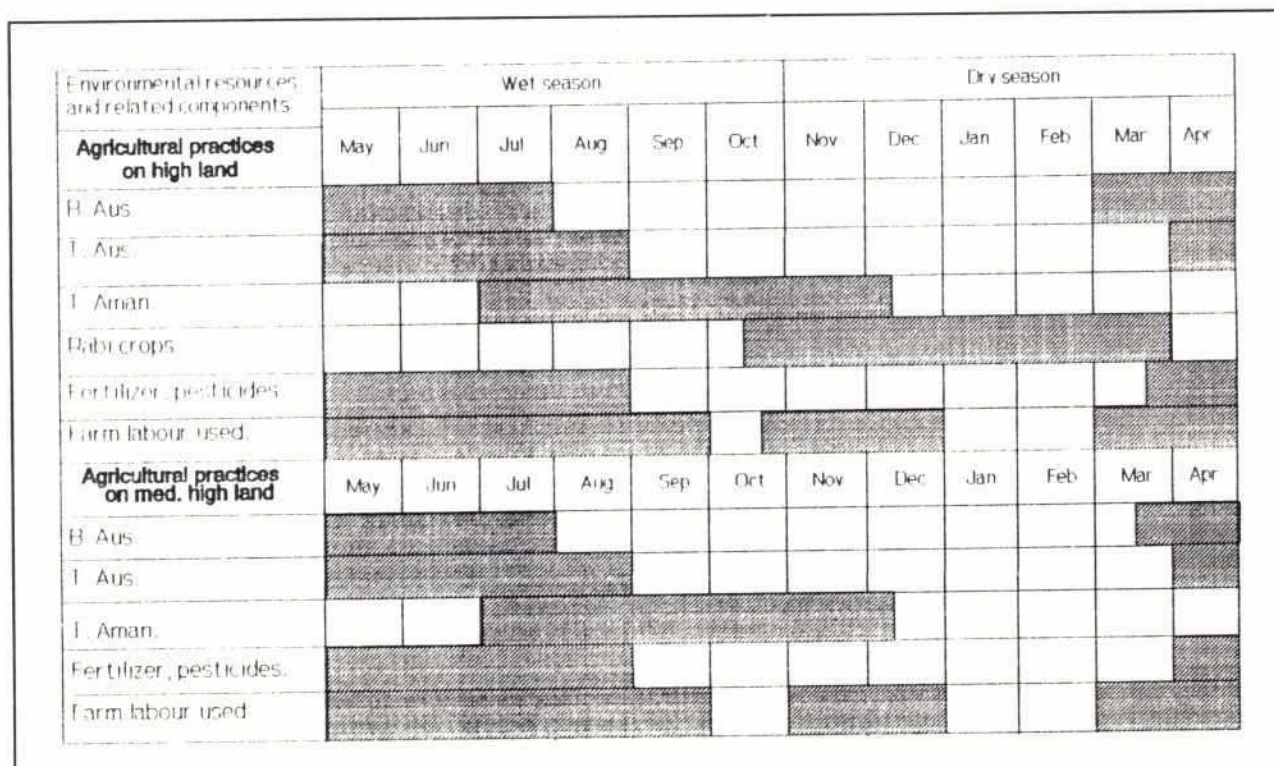 Environmental resources
and related components
Wet season
Dry season
Agricultural practices
on high land
May Jun Jul Aug Sep Oct Nov Dec Jan Feb Mar Apr
B. Aus.
T. Aus.
T. Aman.
Rabi crops
Fertilizer, pesticides.
Farm labour used.
Agricultural practices
on med. high land
May Jun Jul Aug Sep Oct Nov Dec Jan Feb Mar Apr
B. Aus.
T. Aus.
T. Aman.
Fertilizer, pesticides.
Farm labour used